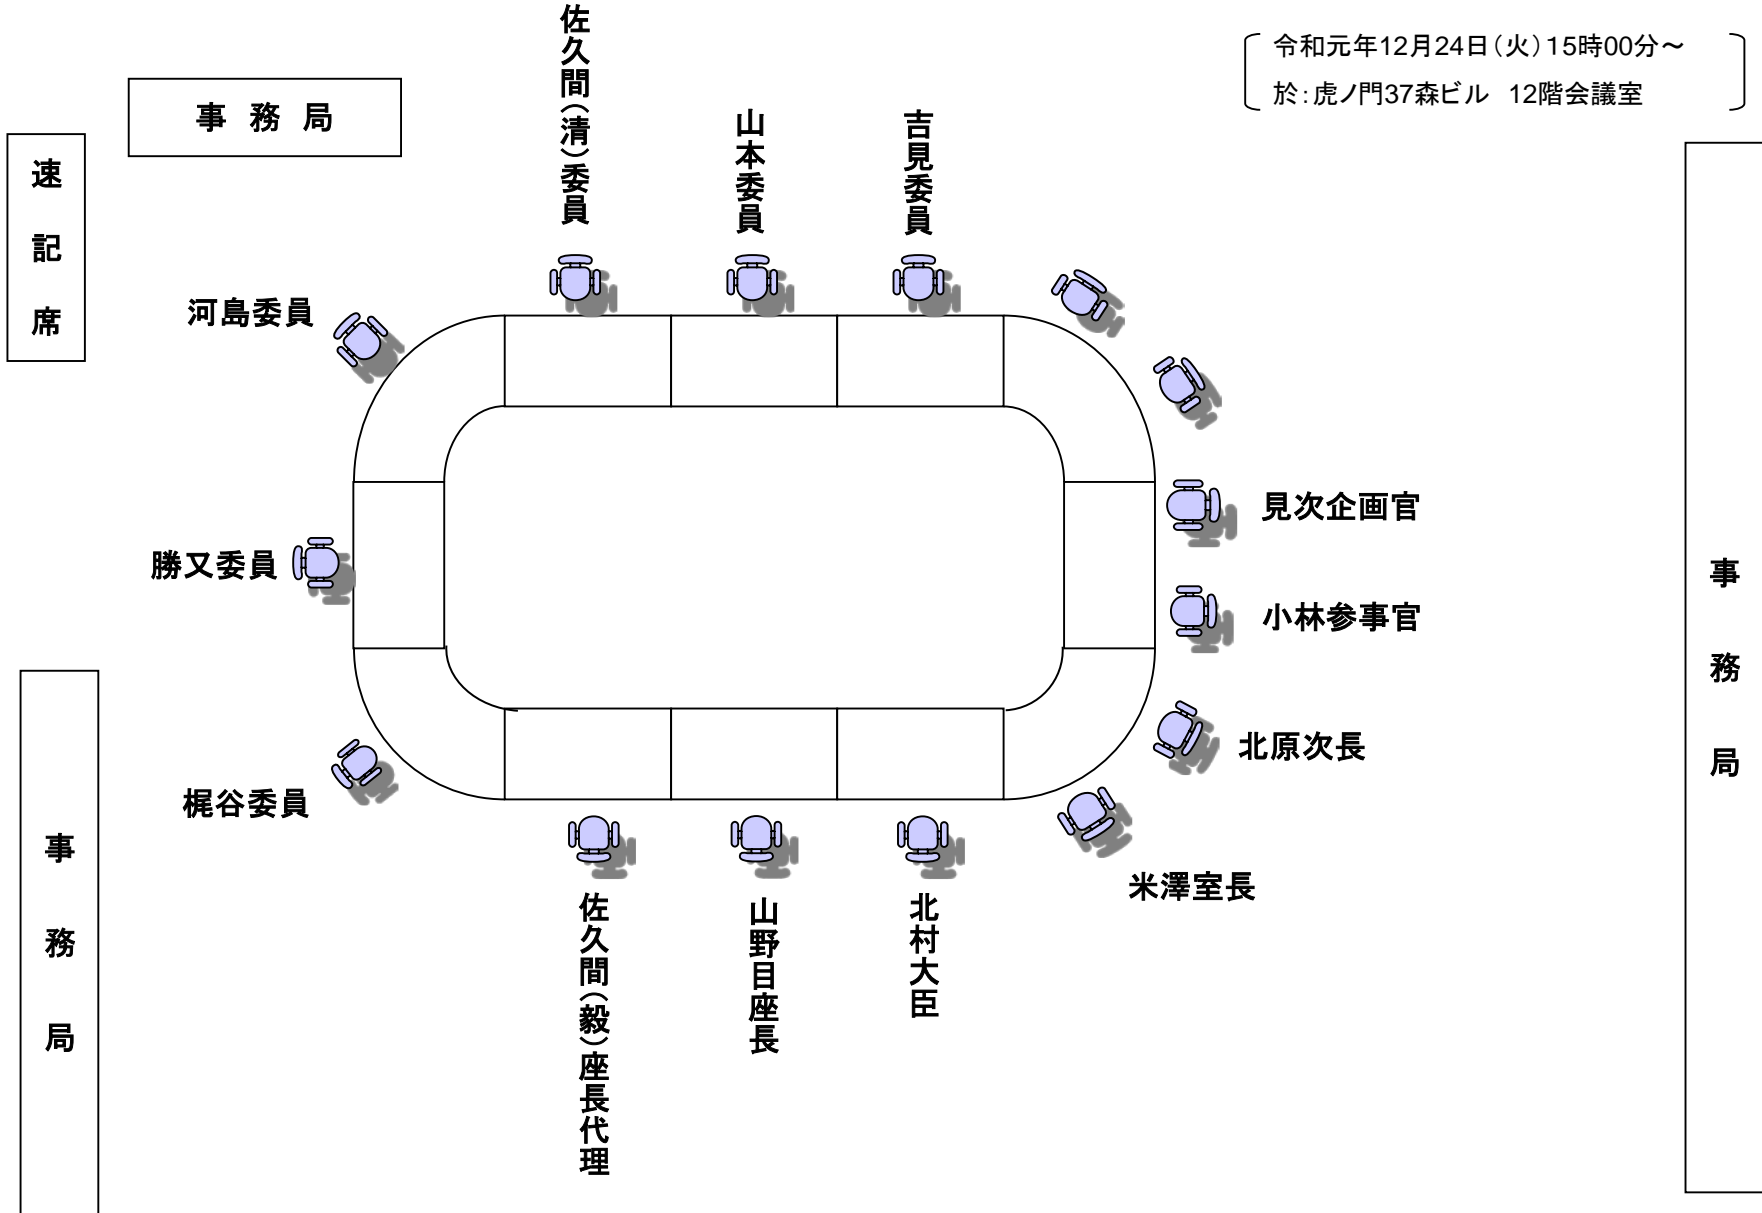 令和元年12月24日(火)15時00分～
於：虎ノ門37森ビル 12階会議室
事 務 局
速記席
佐久間(清)委員
山本委員
吉見委員
河島委員
見次企画官
勝又委員
小林参事官
北原次長
梶谷委員
米澤室長
佐久間(毅)座長代理
山野目座長
北村大臣
事務局
事務局